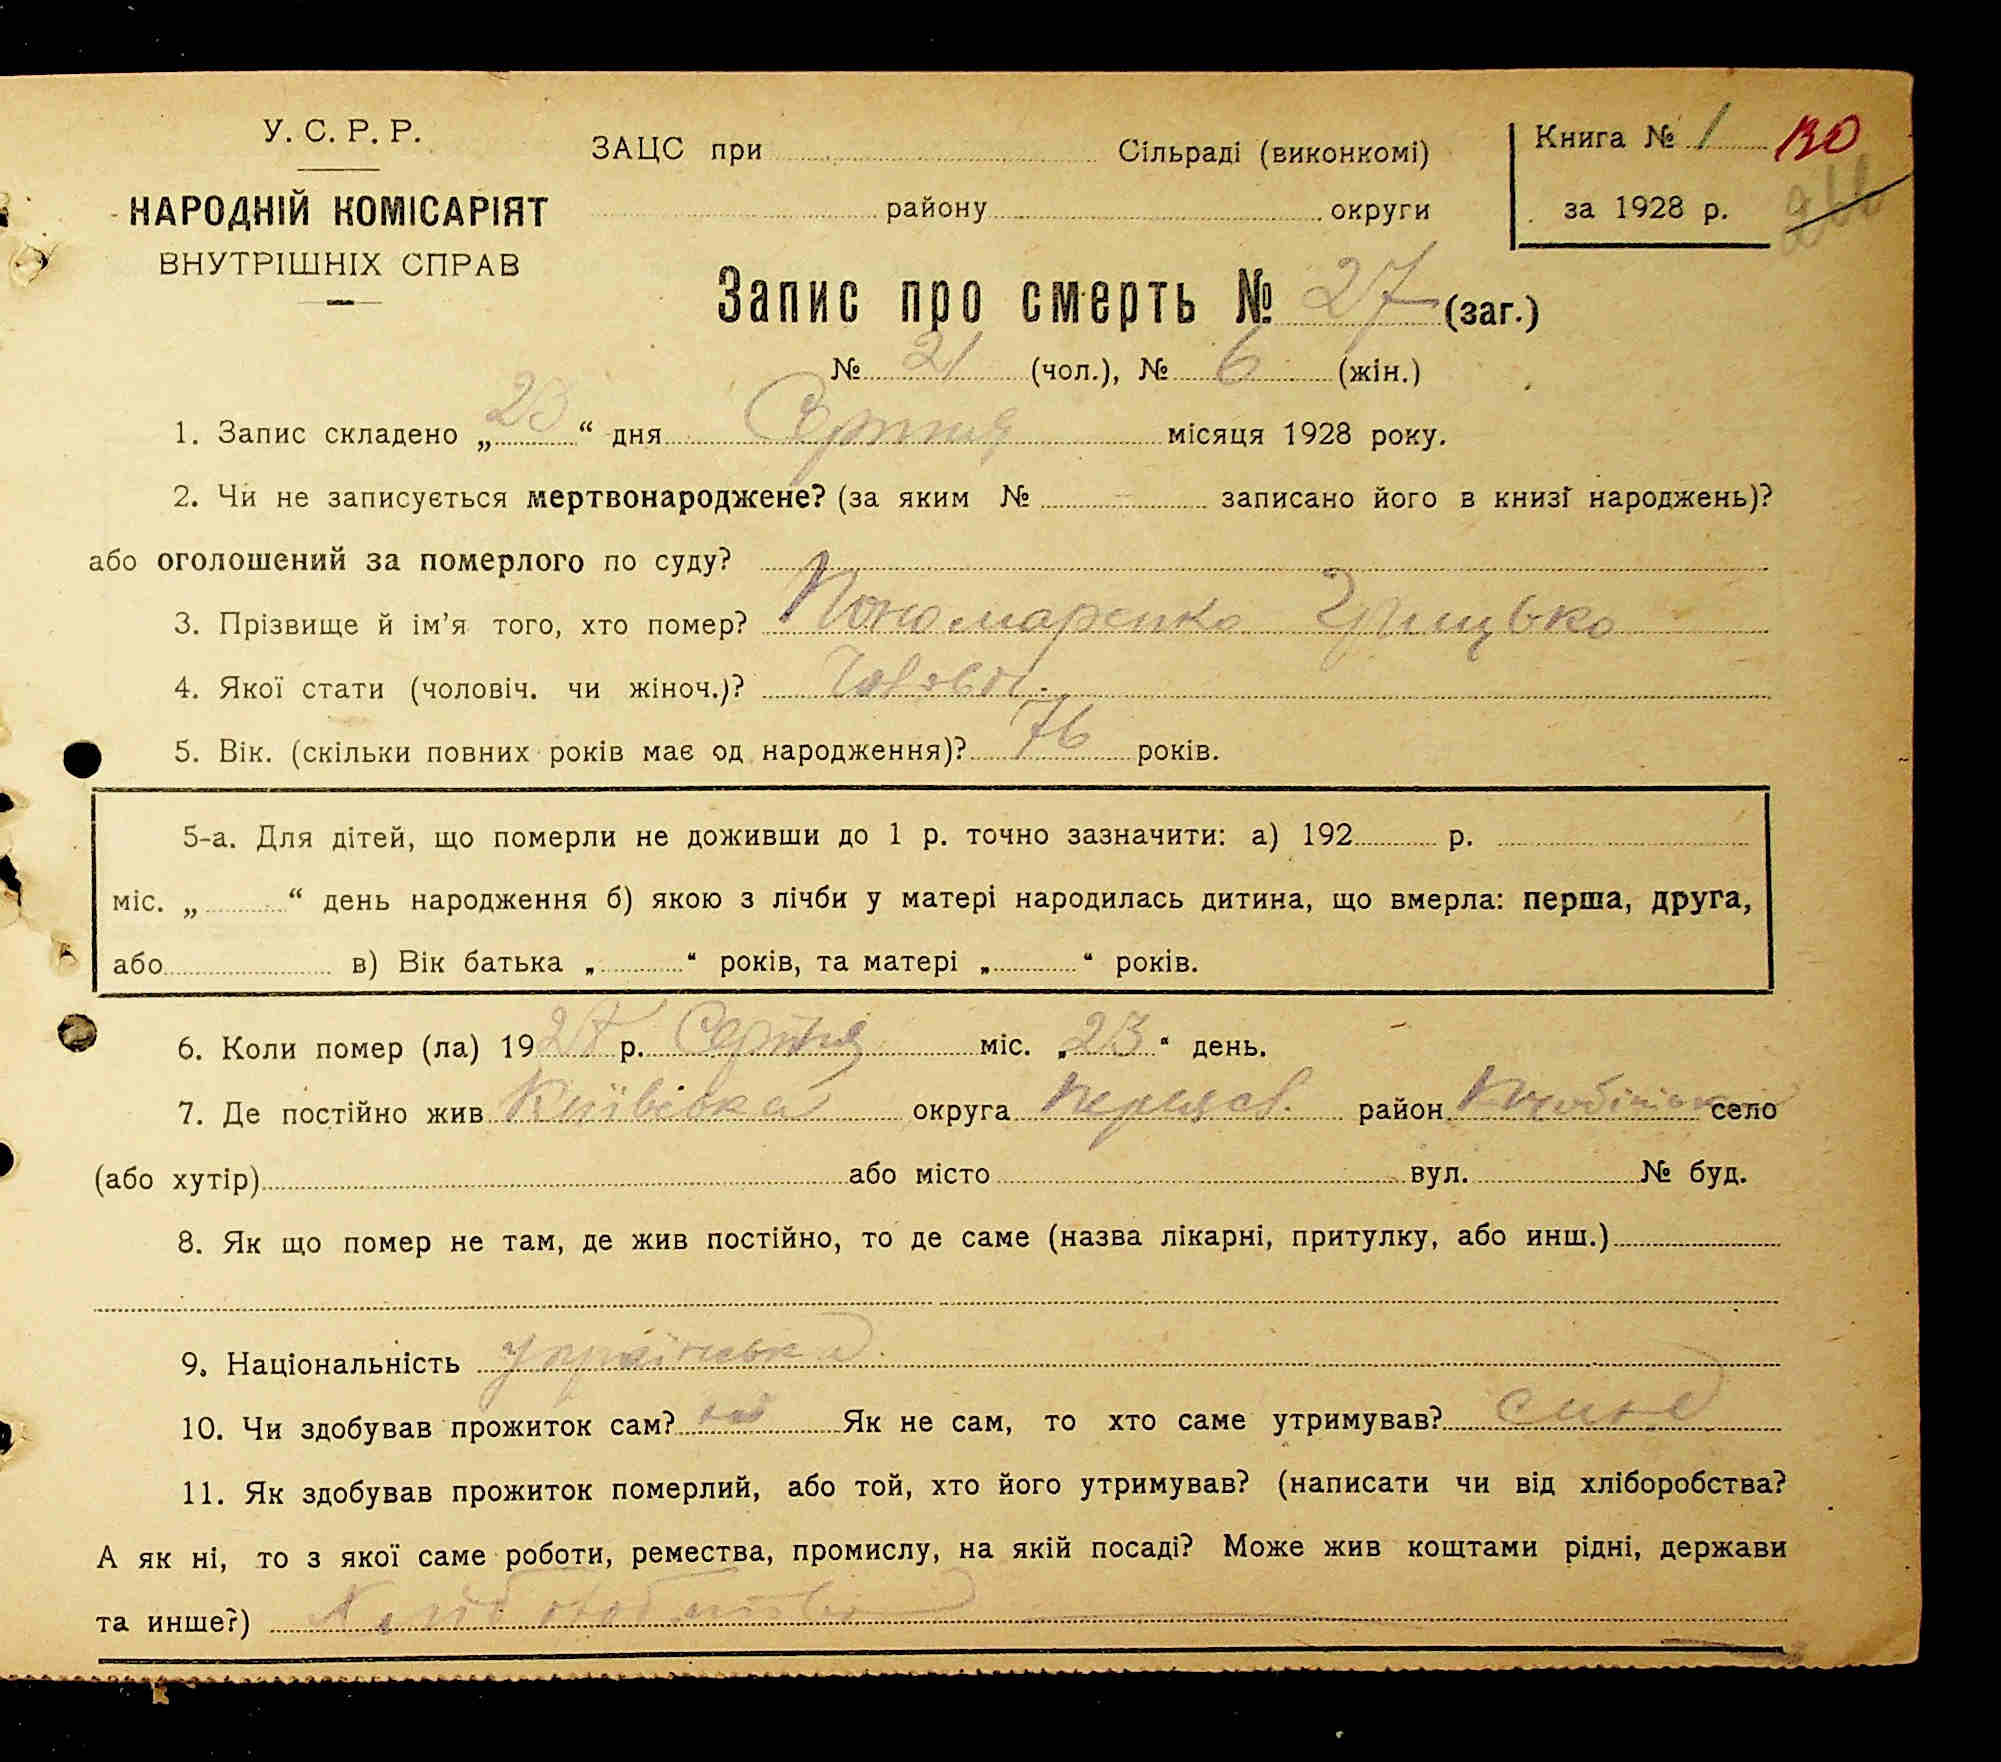 У. С. Р. Р.
НАРОДНІЙ КОМІСАРІЯТ
ВНУТРІШНІХ СПРАВ
ЗАЦС при Сільраді (виконкомі)
району округи
Книга № 1 130
за 1928 р.
Запис про смерть № 27 (заг.)
№ 21 (чол.), № 6 (жін.)
1. Запис складено „ 23 “ дня Серпня місяця 1928 року.
2. Чи не записується мертвонароджене? (за яким № записано його в книзі народжень)?
або оголошений за померлого по суду?
3. Прізвище й ім’я того, хто помер? Пономаренко Грицько
4. Якої стати (чоловіч. чи жіноч.)?
5. Вік. (скільки повних років має од народження)? 76 років.
5-а. Для дітей, що померли не доживши до 1 р. точно зазначити: а) 192 р.
міс. „ “ день народження б) якою з лічби у матері народилась дитина, що вмерла: перша, друга,
або в) Вік батька „ “ років, та матері „ “ років.
6. Коли помер (ла) 19 р. Серпня міс. „ 23 “ день.
7. Де постійно жив Київська округа Переяс. район село
(або хутір) або місто вул. № буд.
8. Як що помер не там, де жив постійно, то де саме (назва лікарні, притулку, або инш.)
9. Національність українська
10. Чи здобував прожиток сам? Як не сам, то хто саме утримував? син
11. Як здобував прожиток померлий, або той, хто його утримував? (написати чи від хліборобства?
А як ні, то з якої саме роботи, ремества, промислу, на якій посаді? Може жив коштами рідні, держави
та инше?) Хліборобство